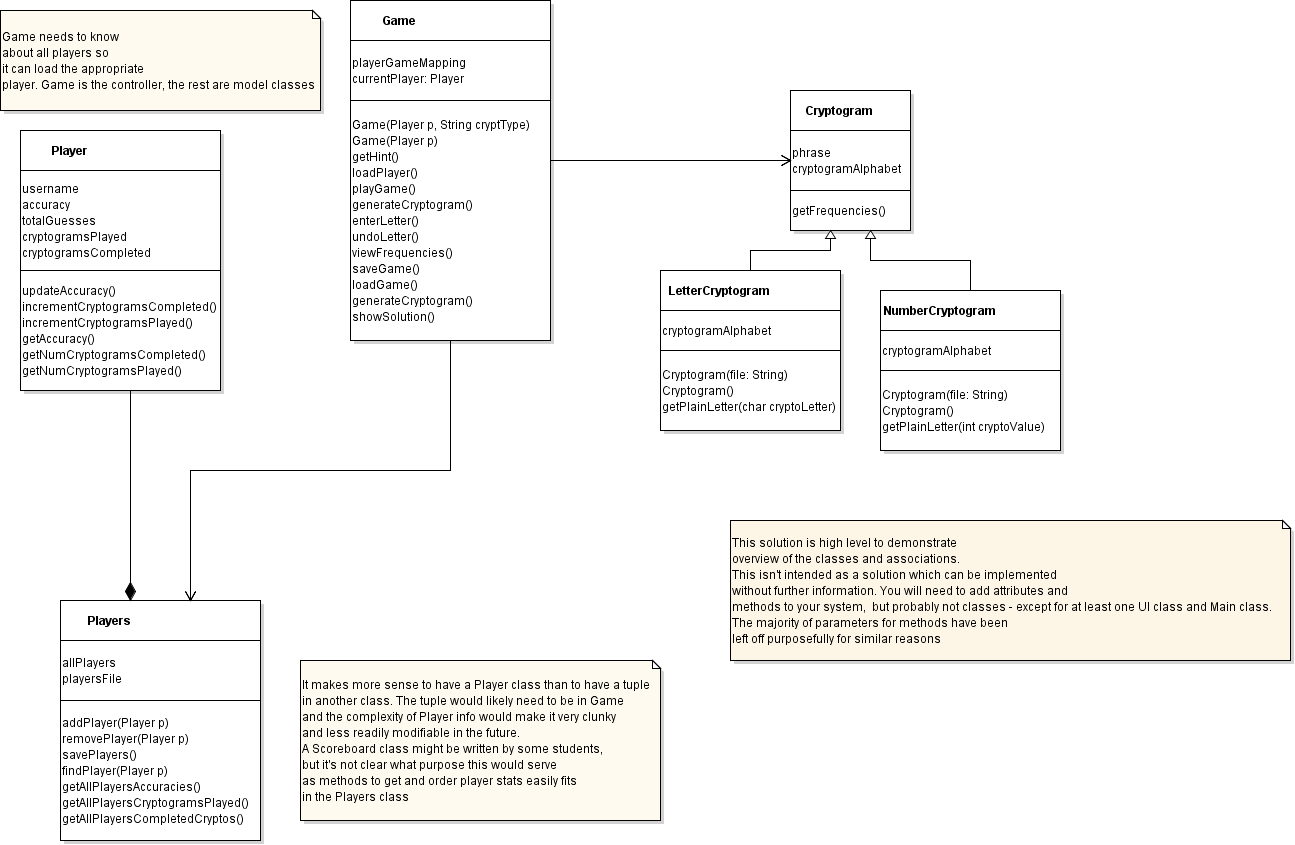 Game needs to know
about all players so
it can load the appropriate
player. Game is the controller, the rest are model classes
Player
username
accuracy
totalGuesses
cryptogramsPlayed
cryptogramsCompleted
updateAccuracy()
incrementCryptogramsCompleted()
incrementCryptogramsPlayed()
getAccuracy()
getNumCryptogramsCompleted()
getNumCryptogramsPlayed()
Game
playerGameMapping
currentPlayer: Player
Game(Player p, String cryptType)
Game(Player p)
getHint()
loadPlayer()
playGame()
generateCryptogram()
enterLetter()
undoLetter()
viewFrequencies()
saveGame()
loadGame()
generateCryptogram()
showSolution()
Cryptogram
phrase
cryptogramAlphabet
getFrequencies()
LetterCryptogram
cryptogramAlphabet
Cryptogram(file: String)
Cryptogram()
getPlainLetter(char cryptoLetter)
NumberCryptogram
cryptogramAlphabet
Cryptogram(file: String)
Cryptogram()
getPlainLetter(int cryptoValue)
Players
allPlayers
playersFile
addPlayer(Player p)
removePlayer(Player p)
savePlayers()
findPlayer(Player p)
getAllPlayersAccuracies()
getAllPlayersCryptogramsPlayed()
getAllPlayersCompletedCryptos()
It makes more sense to have a Player class than to have a tuple
in another class. The tuple would likely need to be in Game
and the complexity of Player info would make it very clunky
and less readily modifiable in the future.
A Scoreboard class might be written by some students,
but it's not clear what purpose this would serve
as methods to get and order player stats easily fits
in the Players class
This solution is high level to demonstrate
overview of the classes and associations.
This isn't intended as a solution which can be implemented
without further information. You will need to add attributes and
methods to your system, but probably not classes - except for at least one UI class and Main class.
The majority of parameters for methods have been
left off purposefully for similar reasons